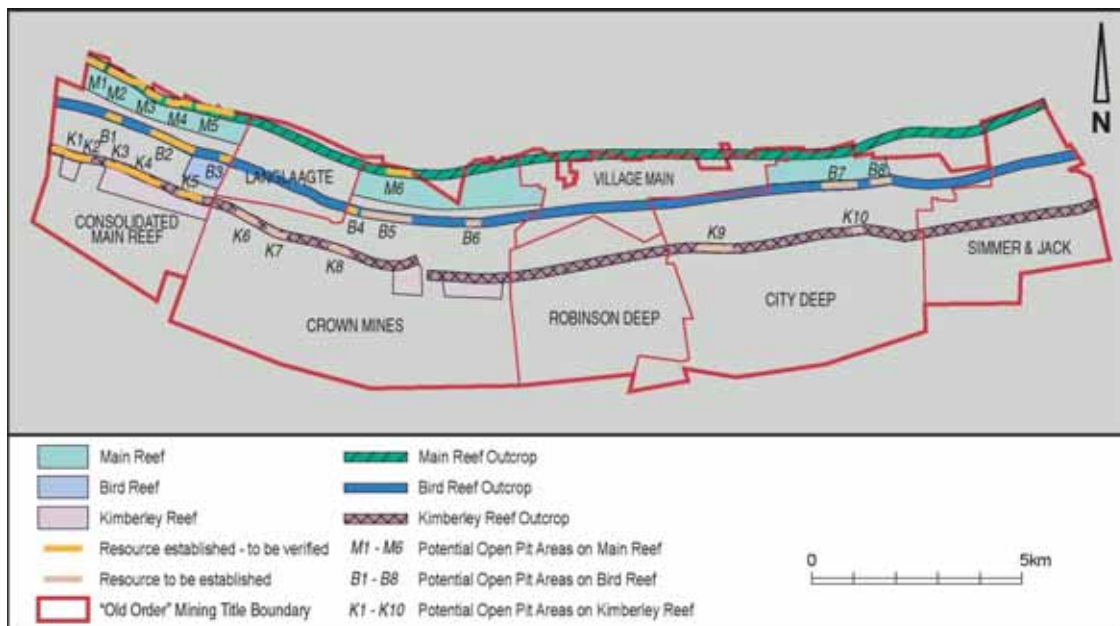 N
M1
M2
M3
M4
M5
K1
K2
B1
K3
K4
B2
K5
B3
LANGLAAGTE
M6
VILLAGE MAIN
B7
B8
CONSOLIDATED
MAIN REEF
K6
K7
K8
B4
B5
B6
K9
K10
SIMMER & JACK
CROWN MINES
ROBINSON DEEP
CITY DEEP
Main Reef
Bird Reef
Kimberley Reef
Resource established - to be verified
Resource to be established
"Old Order" Mining Title Boundary
Main Reef Outcrop
Bird Reef Outcrop
Kimberley Reef Outcrop
M1 - M6 Potential Open Pit Areas on Main Reef
B1 - B8 Potential Open Pit Areas on Bird Reef
K1 - K10 Potential Open Pit Areas on Kimberley Reef
0 5km